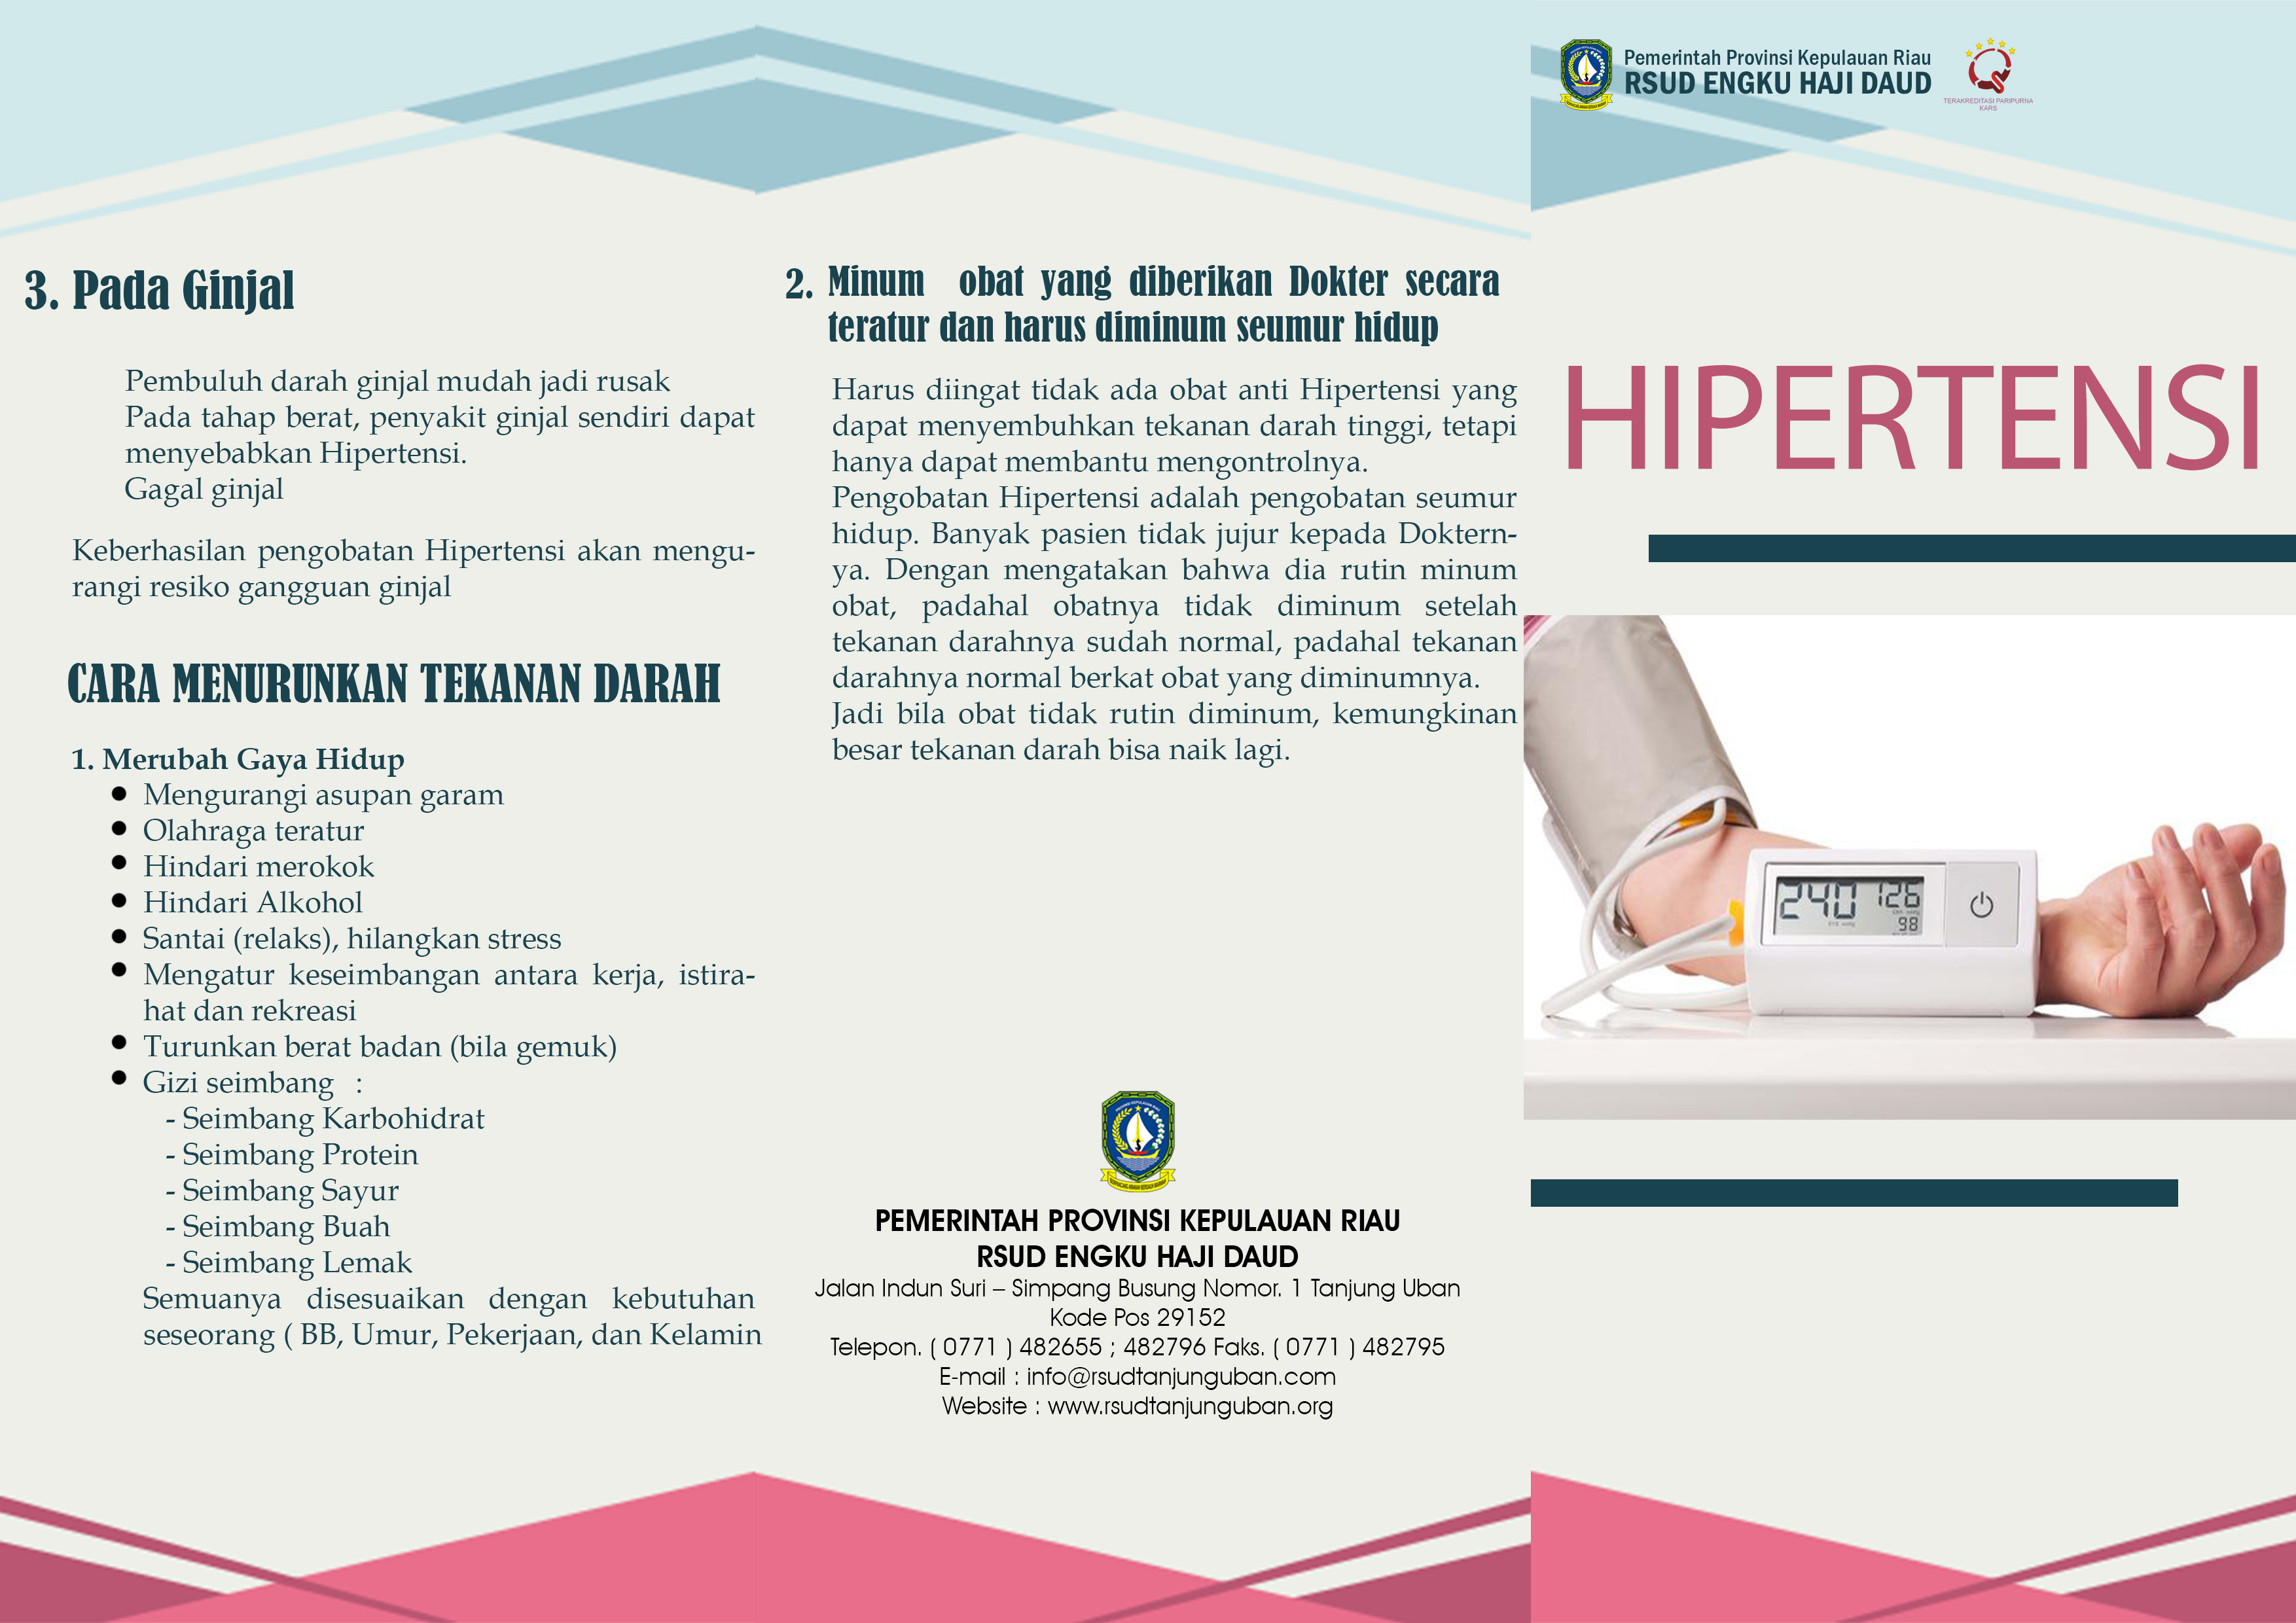 3. Pada Ginjal
Pembuluh darah ginjal mudah jadi rusak
Pada tahap berat, penyakit ginjal sendiri dapat
menyebabkan Hipertensi.
Gagal ginjal
Keberhasilan pengobatan Hipertensi akan mengu-
rangi resiko gangguan ginjal
CARA MENURUNKAN TEKANAN DARAH
1. Merubah Gaya Hidup
● Mengurangi asupan garam
● Olahraga teratur
● Hindari merokok
● Hindari Alkohol
● Santai (relaks), hilangkan stress
● Mengatur keseimbangan antara kerja, istira-
hat dan rekreasi
● Turunkan berat badan (bila gemuk)
● Gizi seimbang :
- Seimbang Karbohidrat
- Seimbang Protein
- Seimbang Sayur
- Seimbang Buah
- Seimbang Lemak
Semuanya disesuaikan dengan kebutuhan
seseorang ( BB, Umur, Pekerjaan, dan Kelamin
2. Minum obat yang diberikan Dokter secara
teratur dan harus diminum seumur hidup
Harus diingat tidak ada obat anti Hipertensi yang
dapat menyembuhkan tekanan darah tinggi, tetapi
hanya dapat membantu mengontrolnya.
Pengobatan Hipertensi adalah pengobatan seumur
hidup. Banyak pasien tidak jujur kepada Doktern-
ya. Dengan mengatakan bahwa dia rutin minum
obat, padahal obatnya tidak diminum setelah
tekanan darahnya sudah normal, padahal tekanan
darahnya normal berkat obat yang diminumnya.
Jadi bila obat tidak rutin diminum, kemungkinan
besar tekanan darah bisa naik lagi.
PEMERINTAH PROVINSI KEPULAUAN RIAU
RSUD ENGKU HAJI DAUD
Jalan Indun Suri – Simpang Busung Nomor. 1 Tanjung Uban
Kode Pos 29152
Telepon. ( 0771 ) 482655 ; 482796 Faks. ( 0771 ) 482795
E-mail : info@rsudtanjunguban.com
Website : www.rsudtanjunguban.org
Pemerintah Provinsi Kepulauan Riau
RSUD ENGKU HAJI DAUD
TERAKREDITASI PARIPURNA
KARS
HIPERTENSI
240 126
98